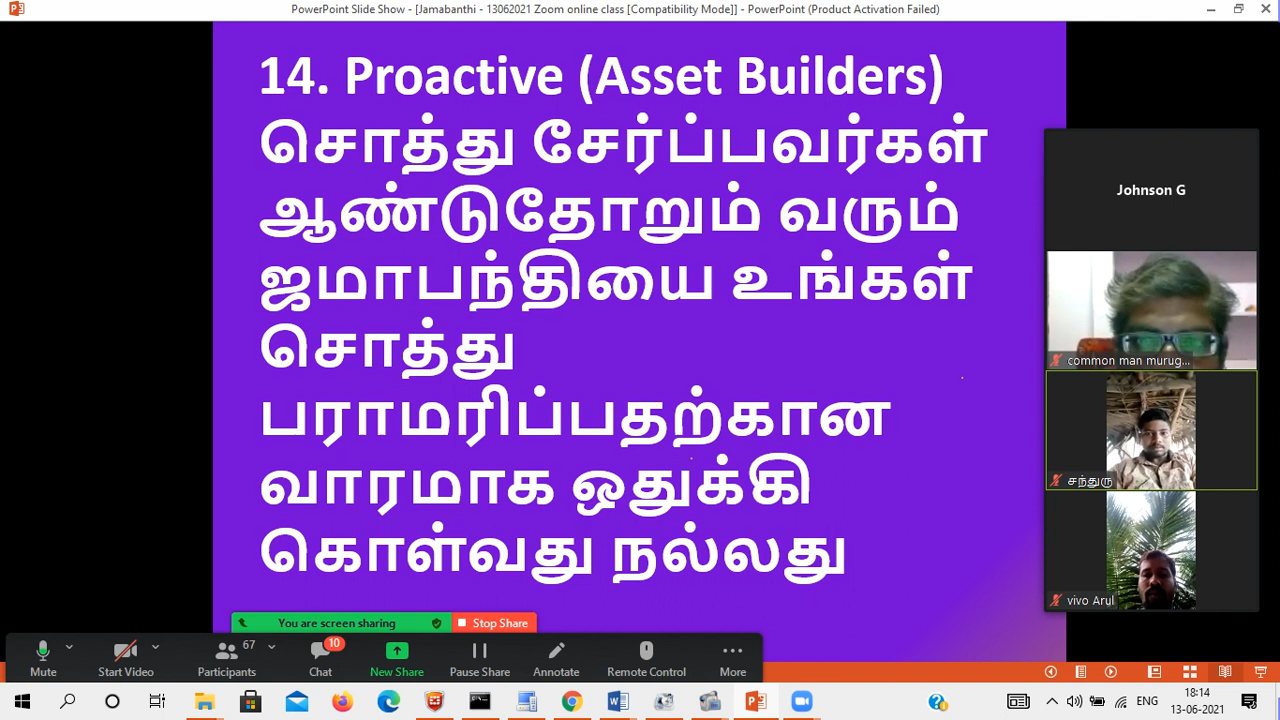 PowerPoint Slide Show - [Jamabanthi - 13062021 Zoom online class [Compatibility Mode]] - PowerPoint (Product Activation Failed)
14. Proactive (Asset Builders)
சொத்து சேர்ப்பவர்கள்
ஆண்டுதோறும் வரும்
ஜமாபந்தியை உங்கள்
சொத்து
பராமரிப்பதற்கான
வாரமாக ஒதுக்கி
கொள்வது நல்லது
Johnson G
common man murug...
சந்துரு
vivo Arul
You are screen sharing
Stop Share
Mute
Start Video
67
Participants
10
Chat
New Share
Pause Share
Annotate
Remote Control
More
ENG
8:14
13-06-2021